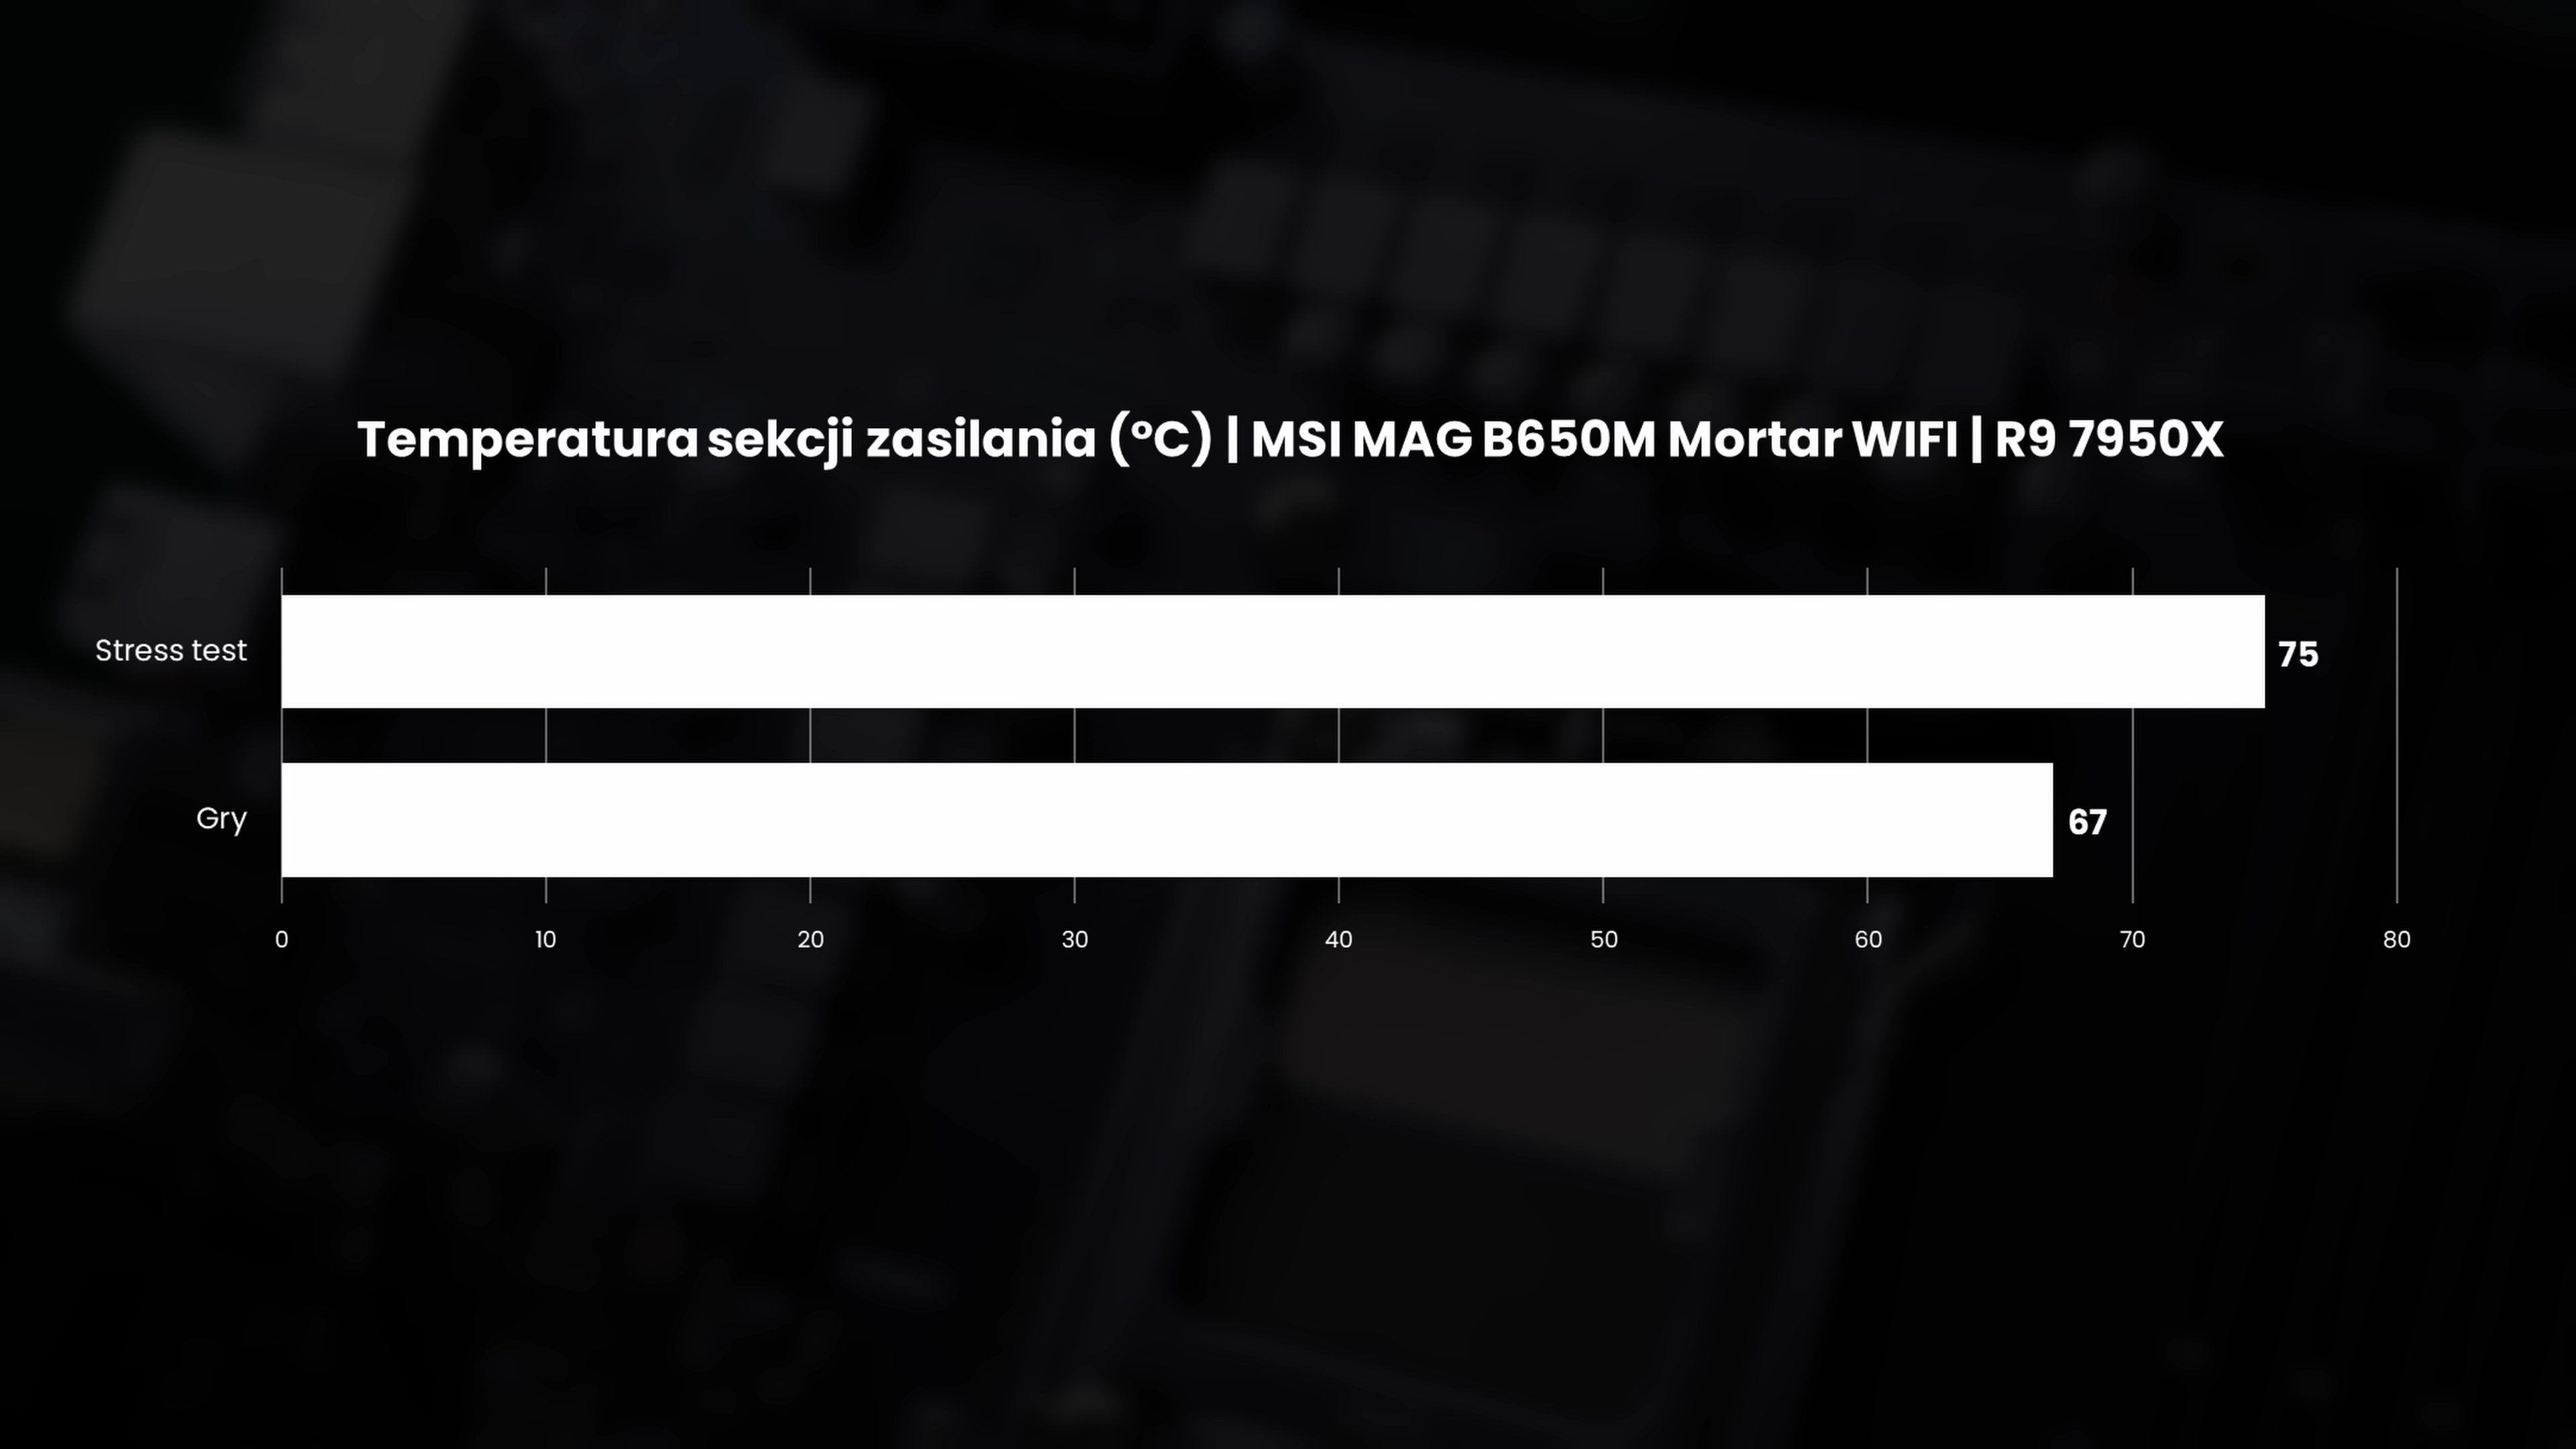 Temperatura sekcji zasilania (°C) | MSI MAG B650M Mortar WIFI | R9 7950X
Stress test 75
Gry 67
0 10 20 30 40 50 60 70 80